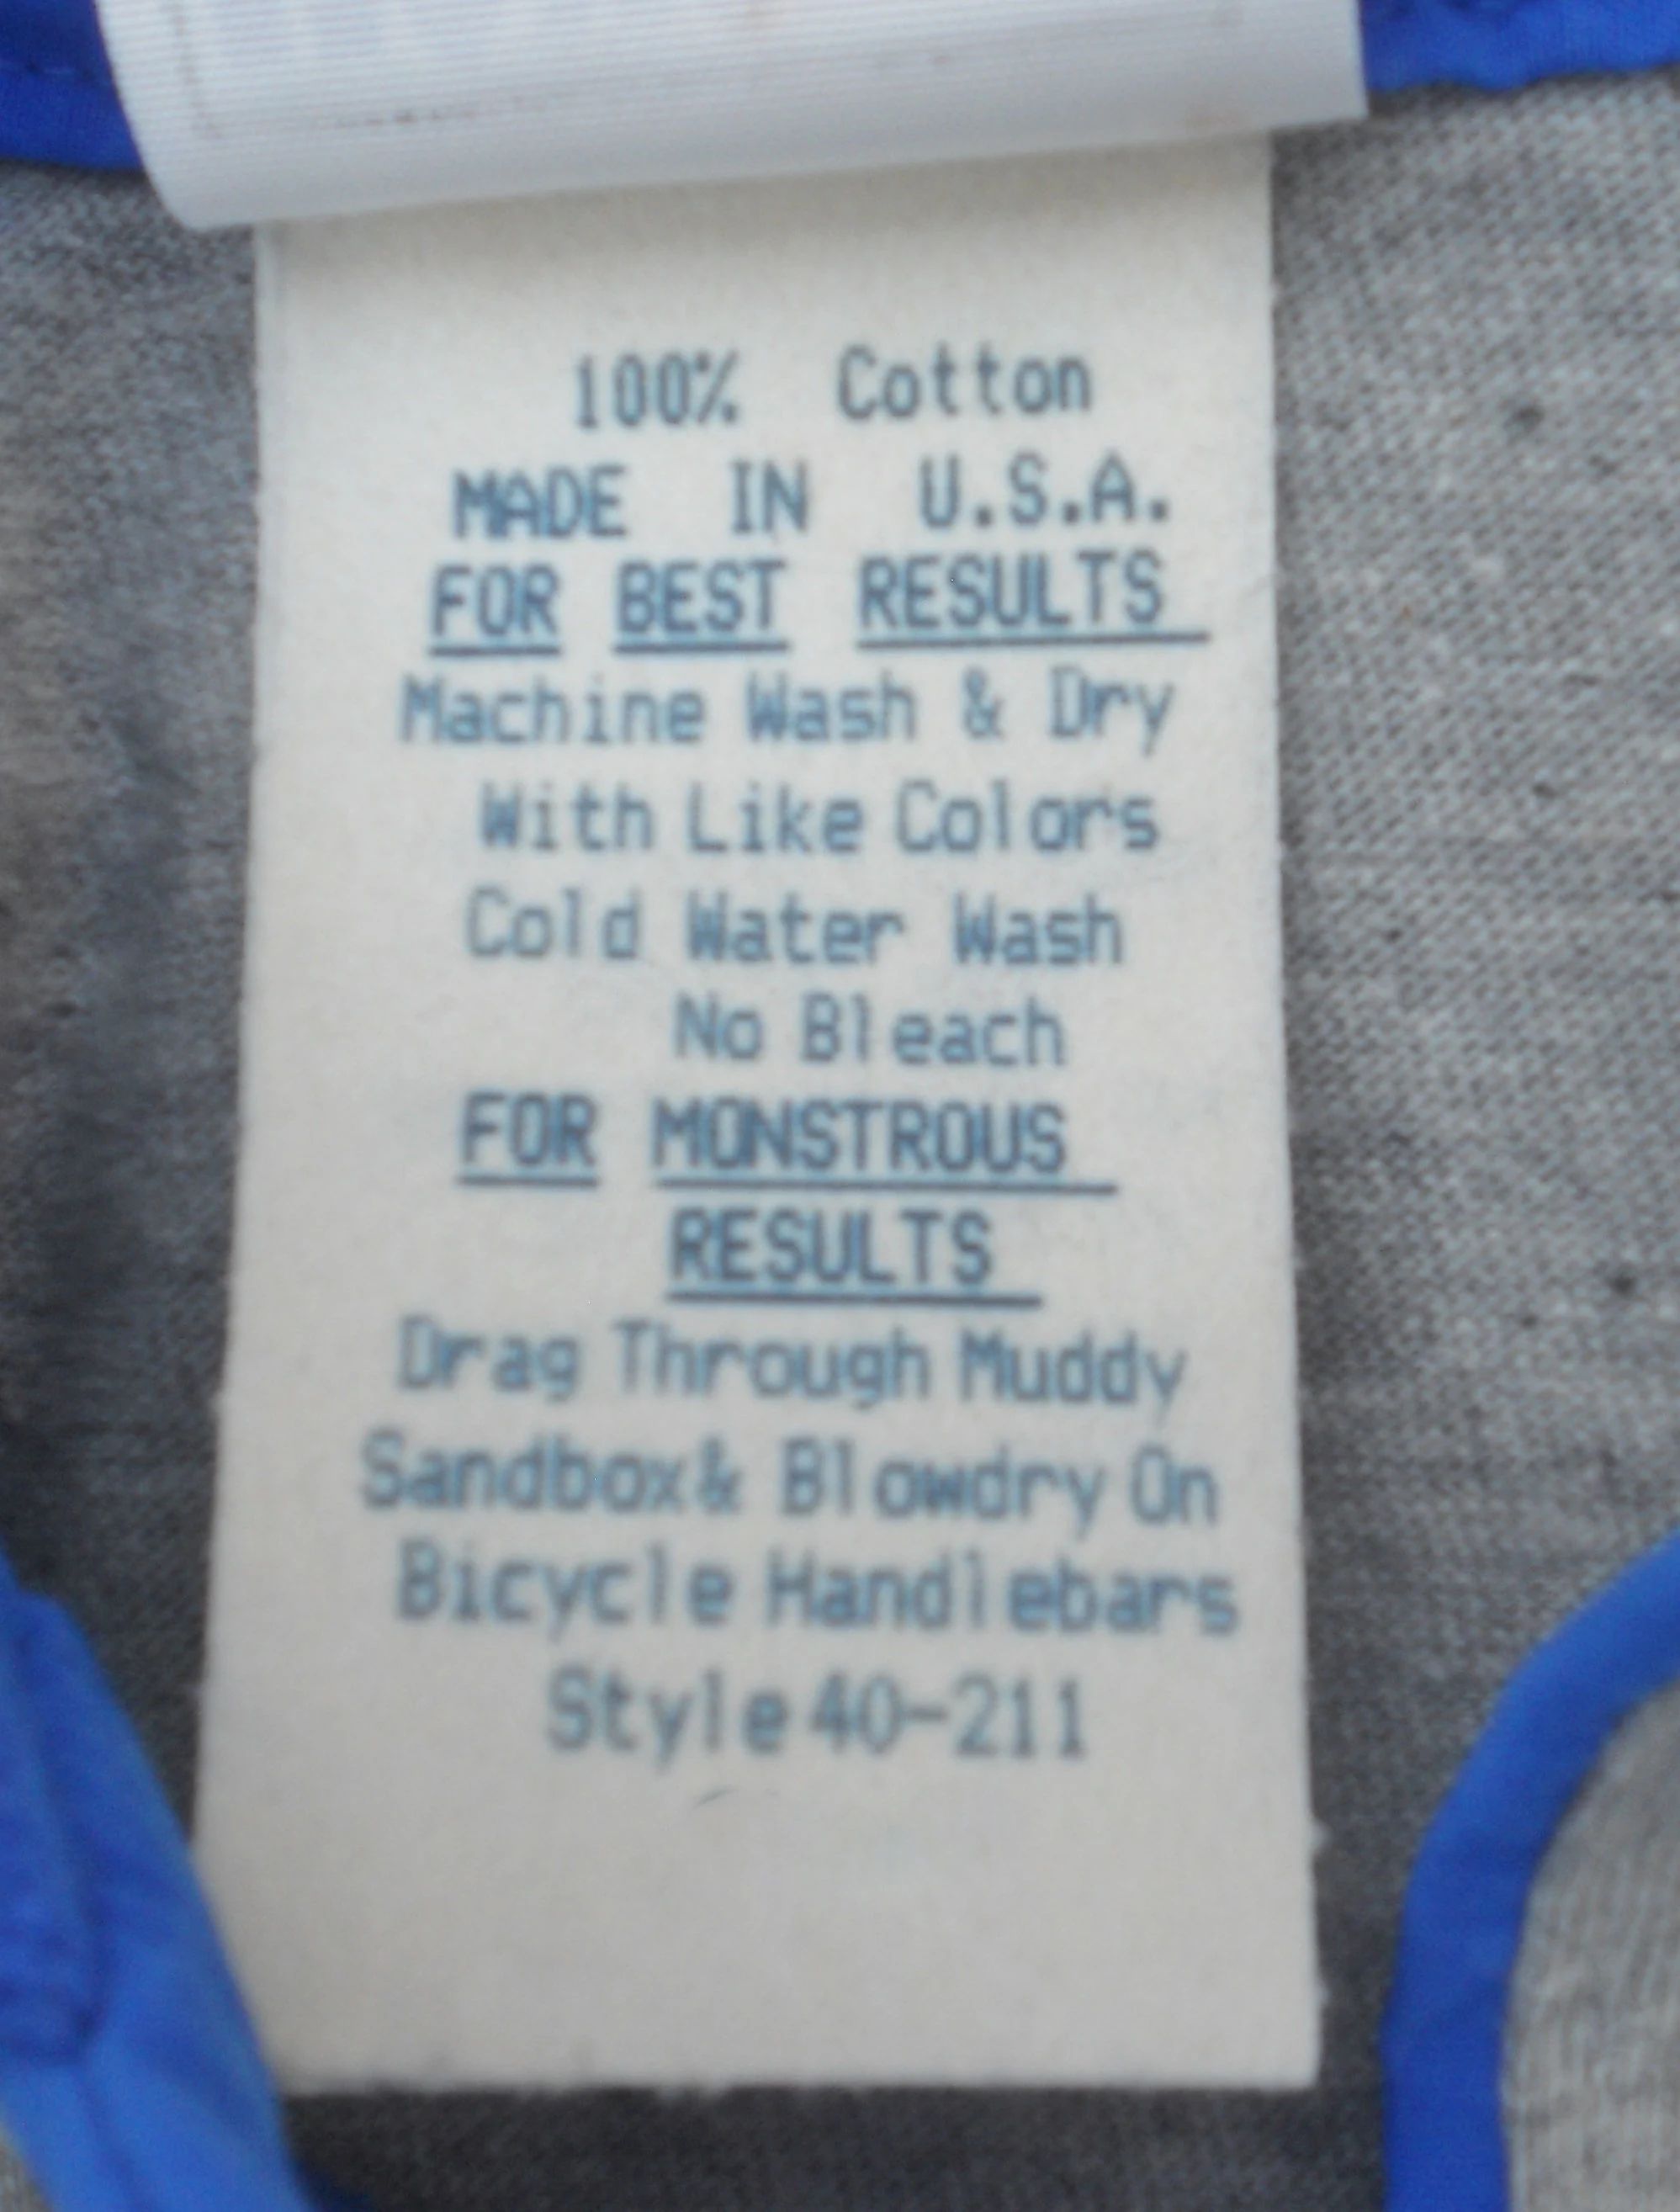 100% Cotton
MADE IN U.S.A.
FOR BEST RESULTS
Machine Wash & Dry
With Like Colors
Cold Water Wash
No Bleach
FOR MONSTROUS
RESULTS
Drag Through Muddy
Sandbox& Blowdry On
Bicycle Handlebars
Style 40-211